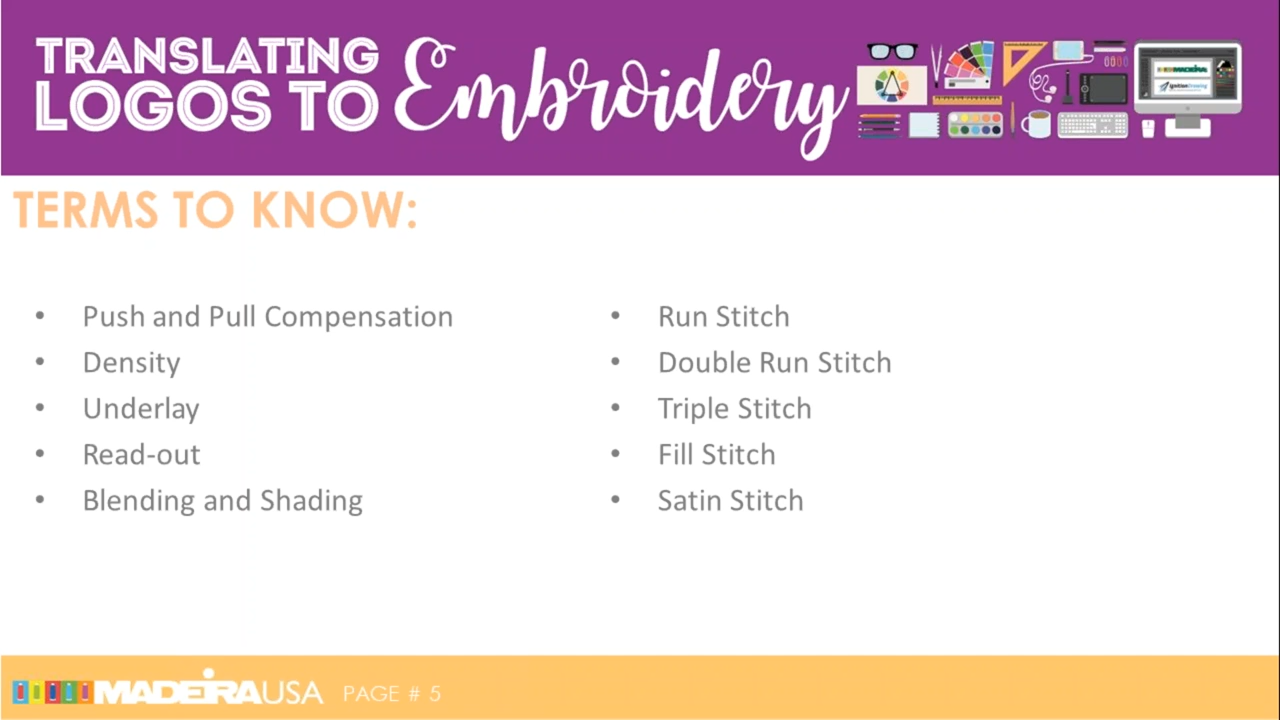 TRANSLATING
LOGOS TO Embroidery
TERMS TO KNOW:
• Push and Pull Compensation
• Density
• Underlay
• Read-out
• Blending and Shading
• Run Stitch
• Double Run Stitch
• Triple Stitch
• Fill Stitch
• Satin Stitch
MADEIRA USA PAGE # 5